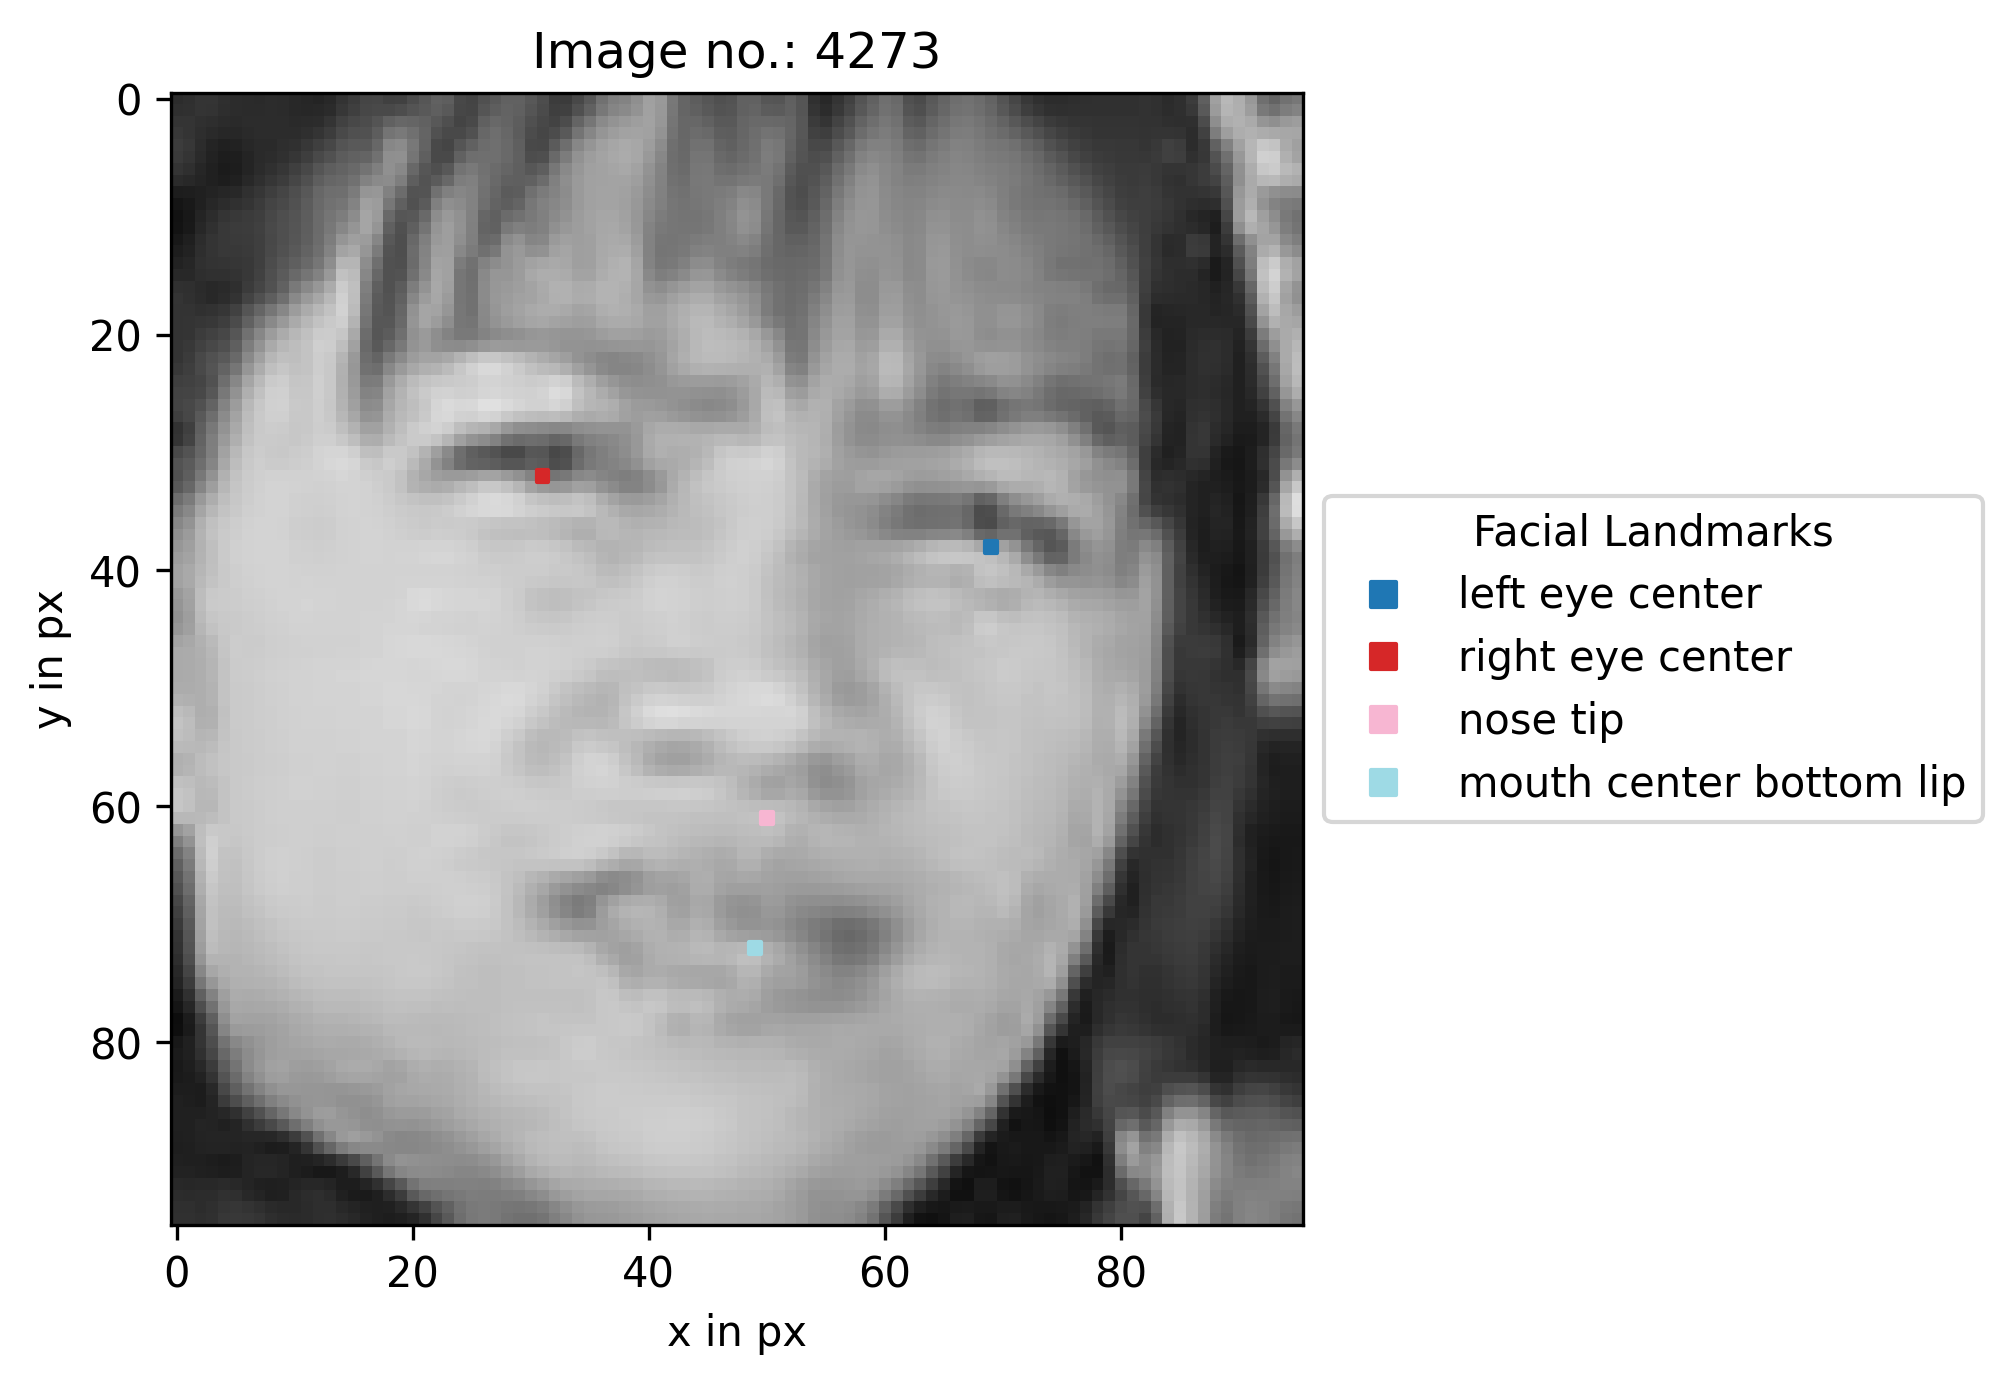 Image no.: 4273
0
20
40
60
80
y in px
0 20 40 60 80
x in px
Facial Landmarks
left eye center
right eye center
nose tip
mouth center bottom lip